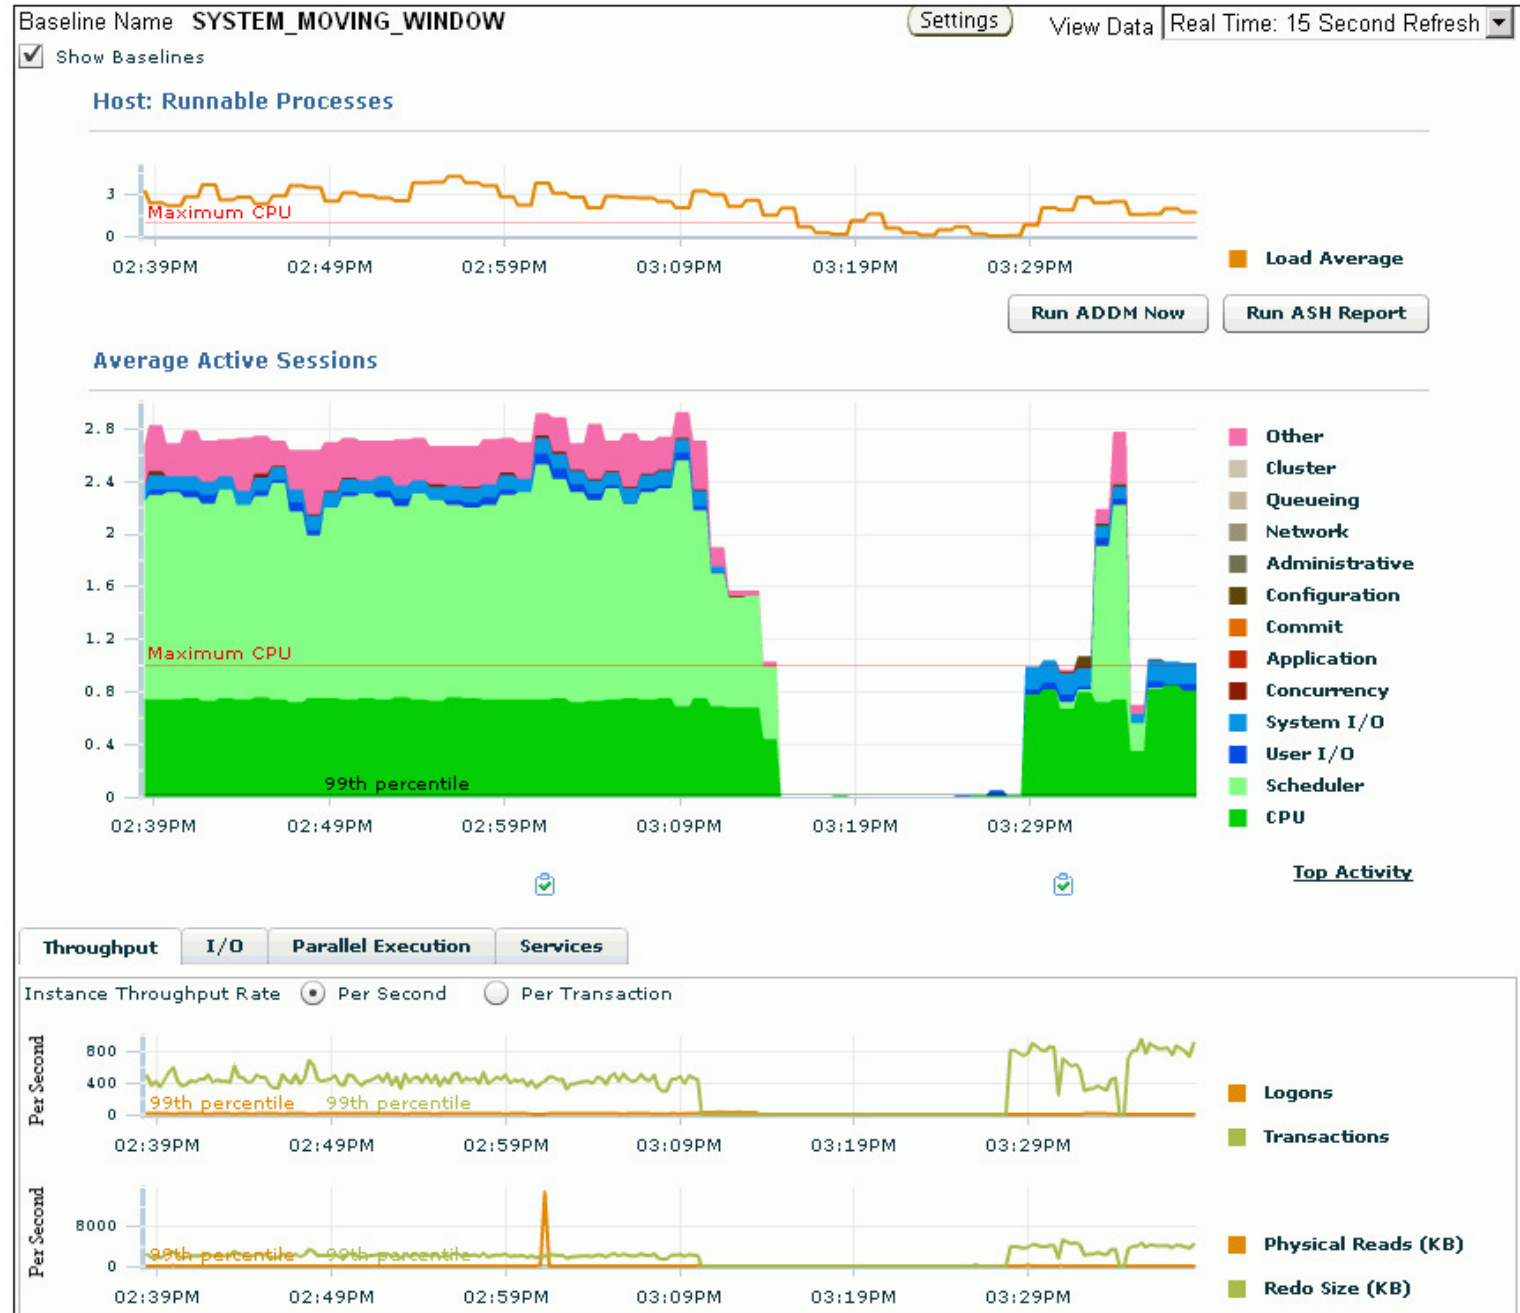 Baseline Name SYSTEM_MOVING_WINDOW Settings View Data Real Time: 15 Second Refresh
Show Baselines
Host: Runnable Processes
3
Maximum CPU
0
02:39PM 02:49PM 02:59PM 03:09PM 03:19PM 03:29PM
Load Average
Run ADDM Now Run ASH Report
Average Active Sessions
2.8
2.4
2
1.6
1.2
Maximum CPU
0.8
0.4
99th percentile
0
02:39PM 02:49PM 02:59PM 03:09PM 03:19PM 03:29PM
Other
Cluster
Queueing
Network
Administrative
Configuration
Commit
Application
Concurrency
System I/O
User I/O
Scheduler
CPU
Top Activity
Throughput I/O Parallel Execution Services
Instance Throughput Rate Per Second Per Transaction
Per Second
800
400
99th percentile 99th percentile
0
02:39PM 02:49PM 02:59PM 03:09PM 03:19PM 03:29PM
Logons
Transactions
Per Second
8000
99th percentile 99th percentile
0
02:39PM 02:49PM 02:59PM 03:09PM 03:19PM 03:29PM
Physical Reads (KB)
Redo Size (KB)